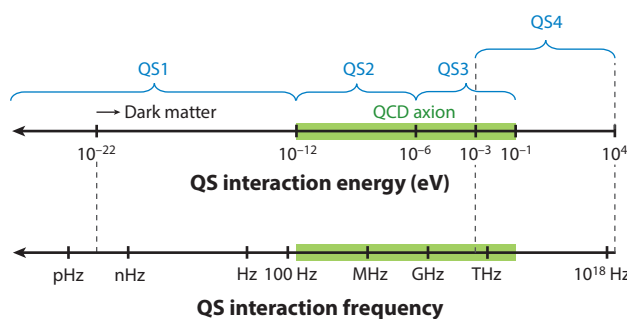 QS4
QS1 QS2 QS3
→ Dark matter QCD axion
10⁻²² 10⁻¹² 10⁻⁶ 10⁻³ 10⁻¹ 10⁴
QS interaction energy (eV)
pHz nHz Hz 100 Hz MHz GHz THz 10¹⁸ Hz
QS interaction frequency